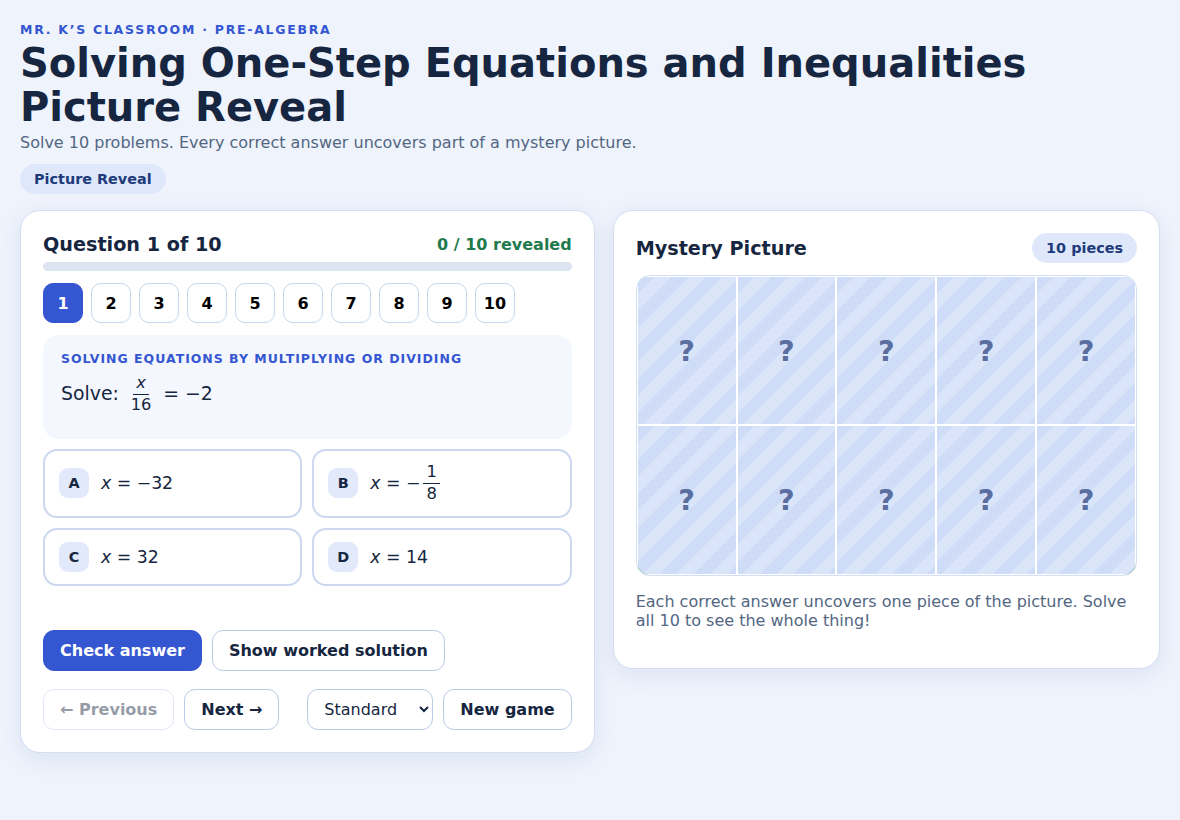 MR. K’S CLASSROOM · PRE-ALGEBRA
Solving One-Step Equations and Inequalities
Picture Reveal
Solve 10 problems. Every correct answer uncovers part of a mystery picture.
Picture Reveal
Question 1 of 10
0 / 10 revealed
1 2 3 4 5 6 7 8 9 10
SOLVING EQUATIONS BY MULTIPLYING OR DIVIDING
Solve: x/16 = −2
A x = −32
B x = −1/8
C x = 32
D x = 14
Check answer
Show worked solution
← Previous
Next →
Standard
New game
Mystery Picture
10 pieces
? ? ? ? ?
? ? ? ? ?
Each correct answer uncovers one piece of the picture. Solve
all 10 to see the whole thing!